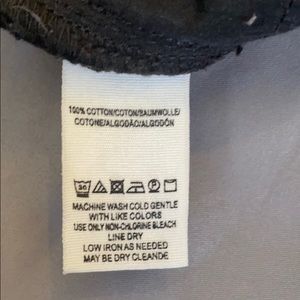 100% COTTON/COTON/BAUMWOLLE/
COTONE/ALGODÃO/ALGODÓN
30
MACHINE WASH COLD GENTLE
WITH LIKE COLORS
USE ONLY NON-CHLORINE BLEACH
LINE DRY
LOW IRON AS NEEDED
MAY BE DRY CLEANDE